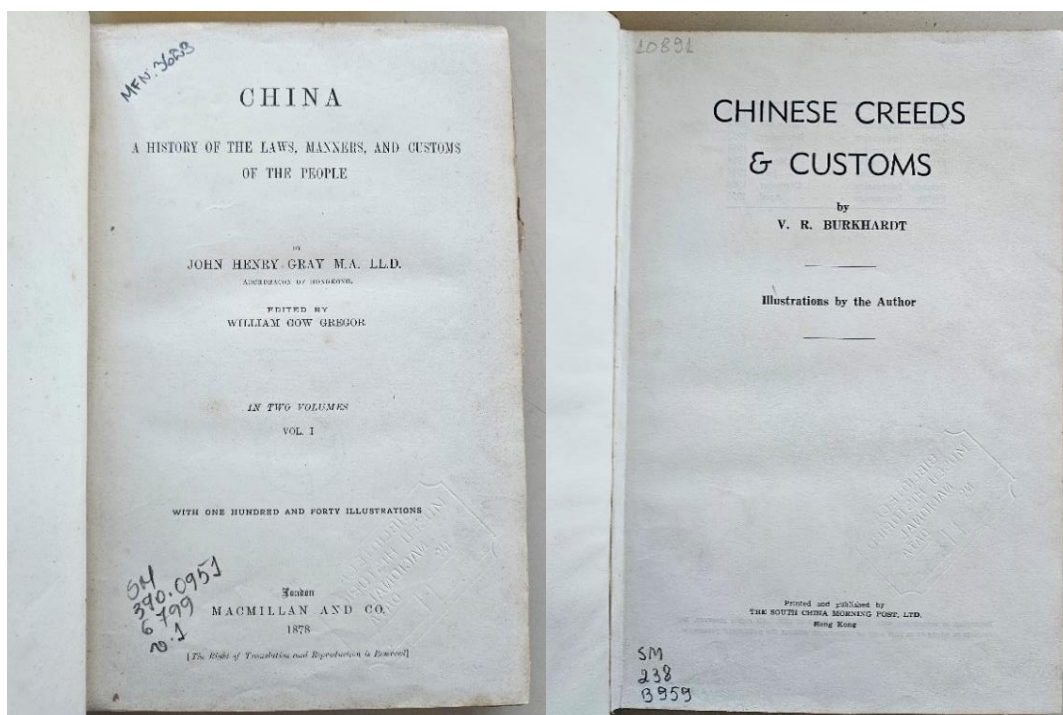 MFN: 3683
CHINA
A HISTORY OF THE LAWS, MANNERS, AND CUSTOMS
OF THE PEOPLE
BY
JOHN HENRY GRAY M.A. LL.D.
ARCHDEACON OF HONGKONG.
EDITED BY
WILLIAM GOW GREGOR
IN TWO VOLUMES
VOL. I
WITH ONE HUNDRED AND FORTY ILLUSTRATIONS
London
MACMILLAN AND CO.
1878
[The Right of Translation and Reproduction is Reserved]
SM
390.0951
G 799
v.1
10891
CHINESE CREEDS
& CUSTOMS
by
V. R. BURKHARDT
Illustrations by the Author
Printed and published by
THE SOUTH CHINA MORNING POST, LTD.
Hong Kong
SM
238
B959